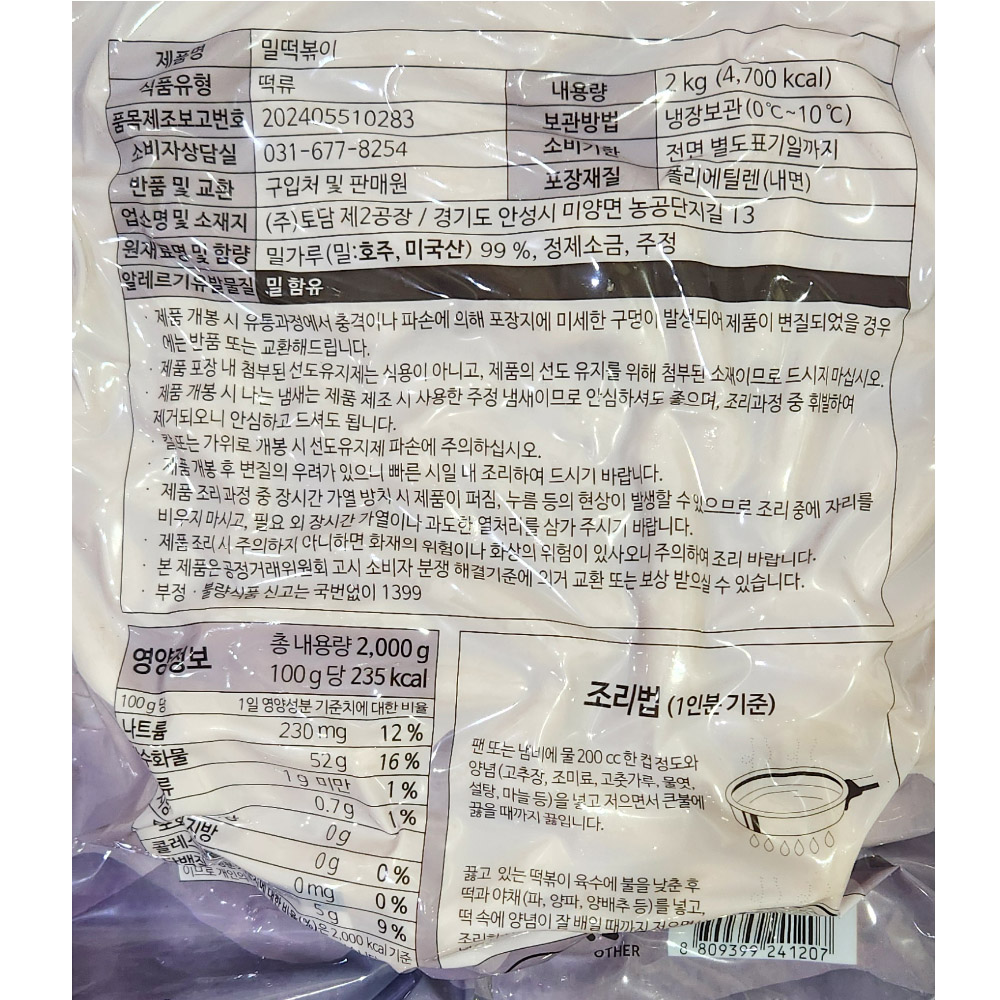 제품명 밀떡볶이
식품유형 떡류 내용량 2 kg (4,700 kcal)
품목제조보고번호 202405510283 보관방법 냉장보관 (0℃~10℃)
소비자상담실 031-677-8254 소비기한 전면 별도표기일까지
반품 및 교환 구입처 및 판매원 포장재질 폴리에틸렌(내면)
업소명 및 소재지 (주)토담 제2공장 / 경기도 안성시 미양면 농공단지길 13
원재료명 및 함량 밀가루(밀:호주, 미국산) 99 %, 정제소금, 주정
알레르기유발물질 밀 함유
· 제품 개봉 시 유통과정에서 충격이나 파손에 의해 포장지에 미세한 구멍이 발생되어 제품이 변질되었을 경우
에는 반품 또는 교환해드립니다.
· 제품 포장 내 첨부된 선도유지제는 식용이 아니고, 제품의 선도 유지를 위해 첨부된 소재이므로 드시지마십시오.
· 제품 개봉 시 나는 냄새는 제품 제조 시 사용한 주정 냄새이므로 안심하셔도 좋으며, 조리과정 중 휘발하여
제거되오니 안심하고 드셔도 됩니다.
· 칼또는 가위로 개봉 시 선도유지제 파손에 주의하십시오.
· 제품개봉 후 변질의 우려가 있으니 빠른 시일 내 조리하여 드시기 바랍니다.
· 제품 조리과정 중 장시간 가열 방치 시 제품이 퍼짐, 누름 등의 현상이 발생할 수 있으므로 조리 중에 자리를
비우지마시고, 필요 외 장시간 가열이나 과도한 열처리를 삼가 주시기 바랍니다.
· 제품조리시 주의하지 아니하면 화재의 위험이나 화상의 위험이 있사오니 주의하여 조리 바랍니다.
· 본 제품은 공정거래위원회 고시 소비자 분쟁 해결기준에 의거 교환 또는 보상 받으실 수 있습니다.
· 부정 · 불량식품 신고는 국번없이 1399
영양정보 총 내용량 2,000 g
100 g 당 235 kcal
100 g 당 1일 영양성분 기준치에 대한 비율
나트륨 230 mg 12 %
수화물 52 g 16 %
류 1 g 미만 1 %
0.7 g 1 %
지방 0 g
콜레 0 g 0 %
0 mg 0 %
5 g 9 %
2,000 kcal 기준
조리법 (1인분 기준)
팬 또는 냄비에 물 200 cc 한 컵 정도와
양념(고추장, 조미료, 고춧가루, 물엿,
설탕, 마늘 등)을 넣고 저으면서 큰불에
끓을 때까지 끓입니다.
끓고 있는 떡볶이 육수에 불을 낮춘 후
떡과 야채(파, 양파, 양배추 등)를 넣고,
떡 속에 양념이 잘 배일 때까지
OTHER
8 809399 241207